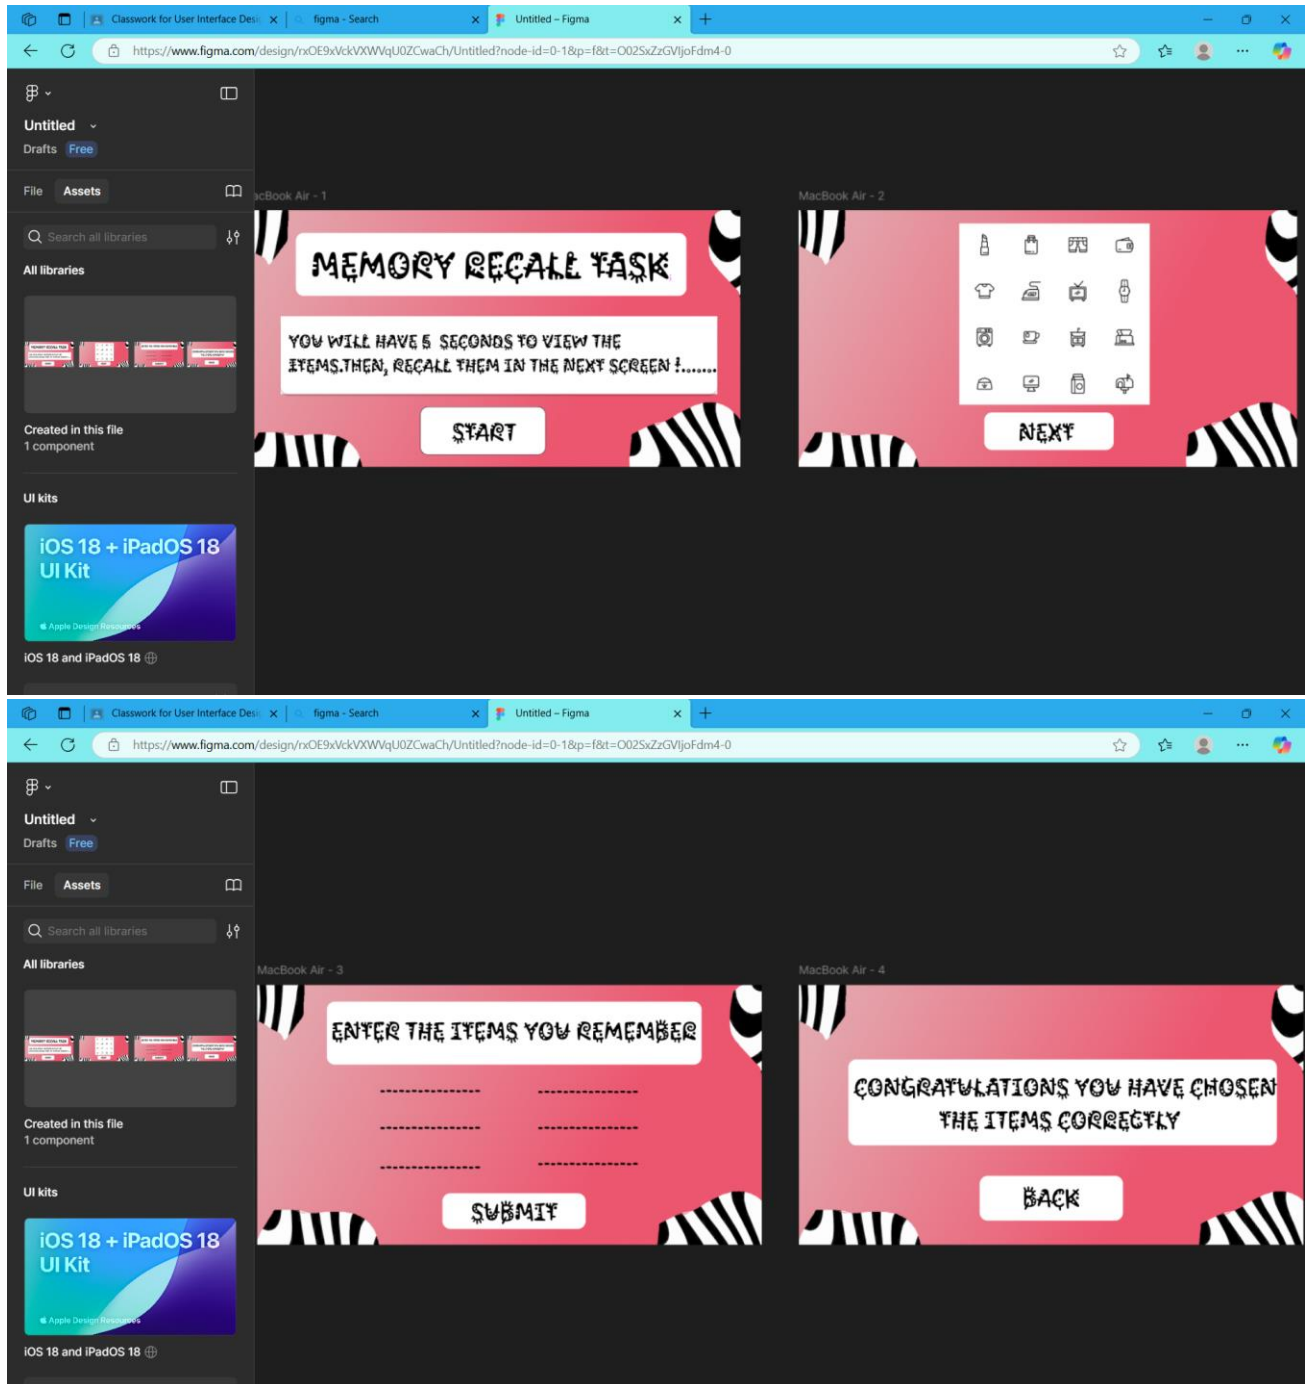 Classwork for User Interface Desi
figma - Search
Untitled – Figma
https://www.figma.com/design/rxOE9xVckVXWVqU0ZCwaCh/Untitled?node-id=0-1&p=f&t=O02SxZzGVIjoFdm4-0
Untitled
Drafts Free
File Assets
Search all libraries
All libraries
Created in this file
1 component
UI kits
iOS 18 + iPadOS 18
UI Kit
Apple Design Resources
iOS 18 and iPadOS 18
acBook Air - 1
MEMORY RECALL TASK
YOU WILL HAVE 5 SECONDS TO VIEW THE
ITEMS.THEN, RECALL THEM IN THE NEXT SCREEN !.......
START
MacBook Air - 2
NEXT
Classwork for User Interface Desi
figma - Search
Untitled – Figma
https://www.figma.com/design/rxOE9xVckVXWVqU0ZCwaCh/Untitled?node-id=0-1&p=f&t=O02SxZzGVIjoFdm4-0
Untitled
Drafts Free
File Assets
Search all libraries
All libraries
Created in this file
1 component
UI kits
iOS 18 + iPadOS 18
UI Kit
Apple Design Resources
iOS 18 and iPadOS 18
MacBook Air - 3
ENTER THE ITEMS YOU REMEMBER
SUBMIT
MacBook Air - 4
CONGRATULATIONS YOU HAVE CHOSEN
THE ITEMS CORRECTLY
BACK